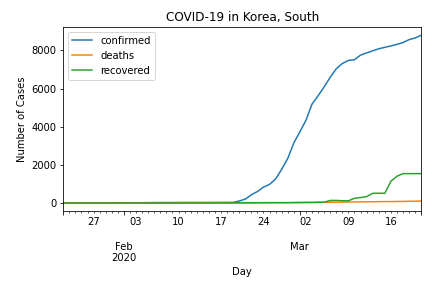 COVID-19 in Korea, South
confirmed
deaths
recovered
Number of Cases
8000
6000
4000
2000
0
27 03 10 17 24 02 09 16
Feb Mar
2020
Day